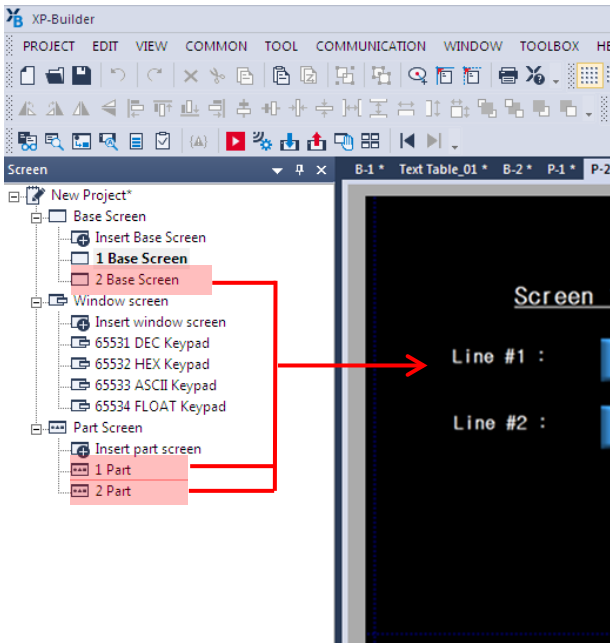 XP-Builder
PROJECT EDIT VIEW COMMON TOOL COMMUNICATION WINDOW TOOLBOX HE
Screen
B-1 * Text Table_01 * B-2 * P-1 * P-2
New Project*
Base Screen
Insert Base Screen
1 Base Screen
2 Base Screen
Window screen
Insert window screen
65531 DEC Keypad
65532 HEX Keypad
65533 ASCII Keypad
65534 FLOAT Keypad
Part Screen
Insert part screen
1 Part
2 Part
Screen
Line #1 :
Line #2 :